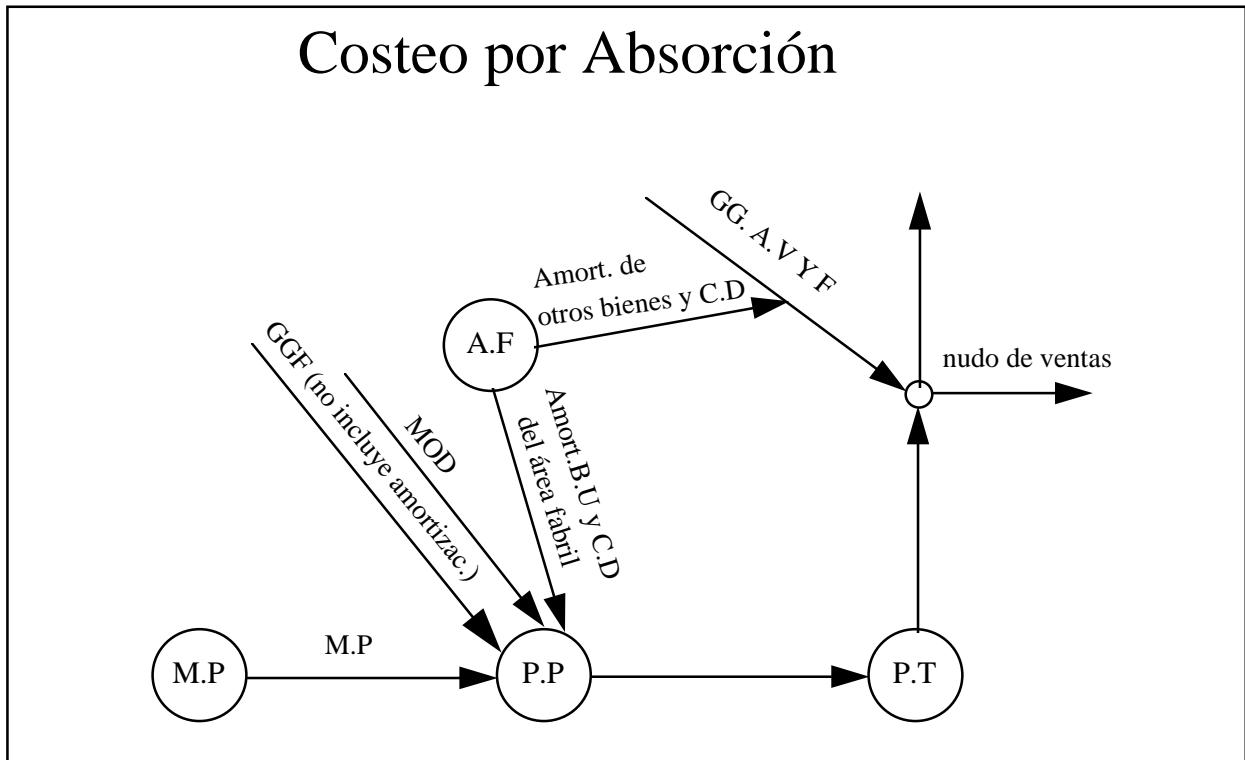 Costeo por Absorción
GG. A.V Y F
Amort. de
otros bienes y C.D
A.F
nudo de ventas
GGF (no incluye amortizac.)
MOD
Amort.B.U y C.D
del área fabril
M.P
M.P
P.P
P.T